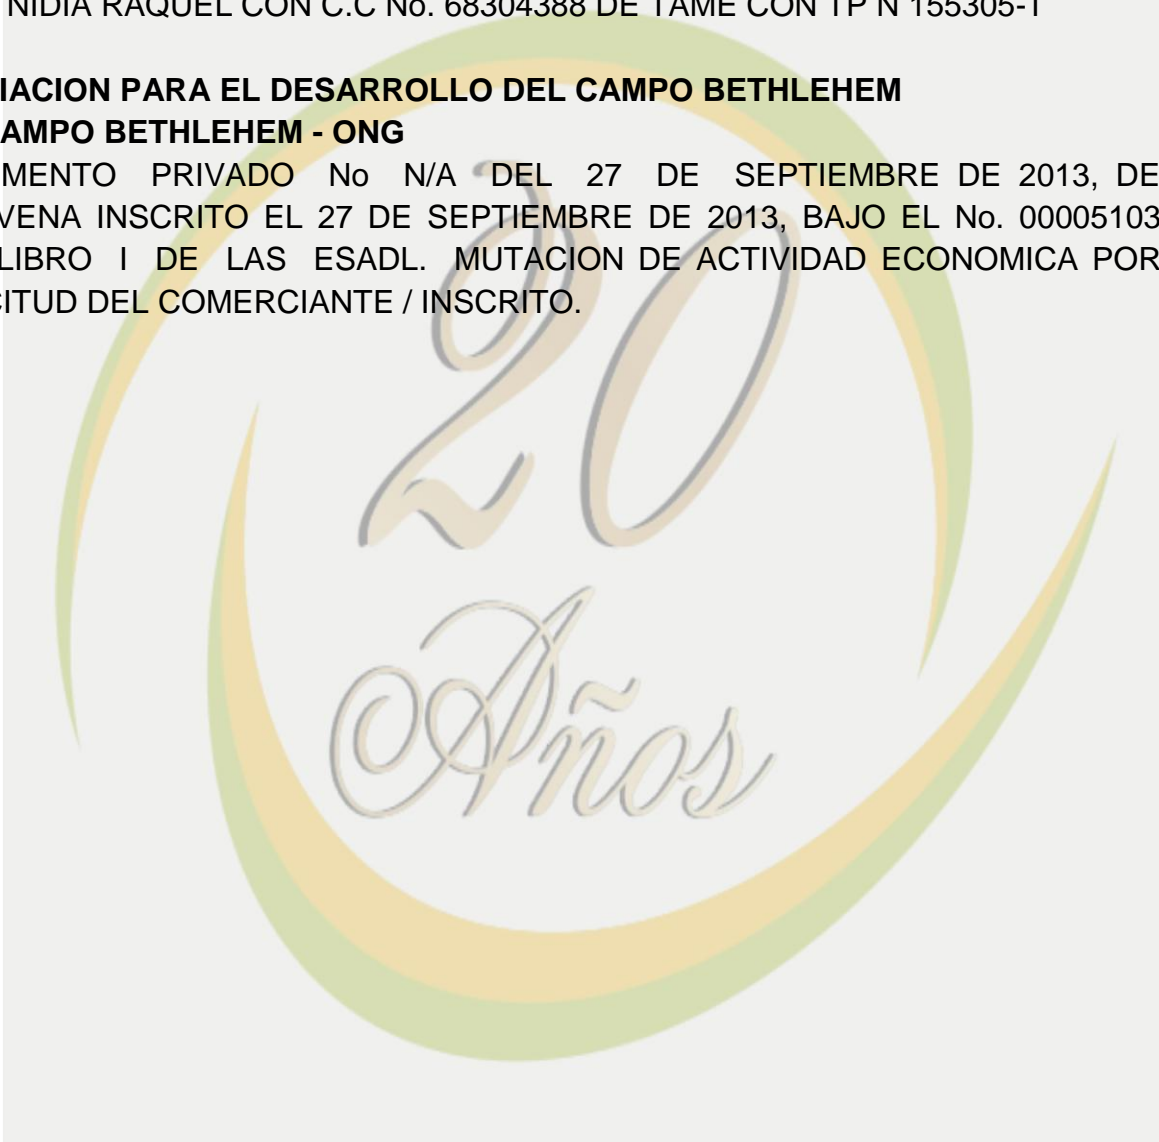 NIDIA RAQUEL CON C.C No. 68304388 DE TAME CON TP N 155305-T
IACION PARA EL DESARROLLO DEL CAMPO BETHLEHEM
AMPO BETHLEHEM - ONG
MENTO PRIVADO No N/A DEL 27 DE SEPTIEMBRE DE 2013, DE
VENA INSCRITO EL 27 DE SEPTIEMBRE DE 2013, BAJO EL No. 00005103
LIBRO I DE LAS ESADL. MUTACION DE ACTIVIDAD ECONOMICA POR
CITUD DEL COMERCIANTE / INSCRITO.
20
Años